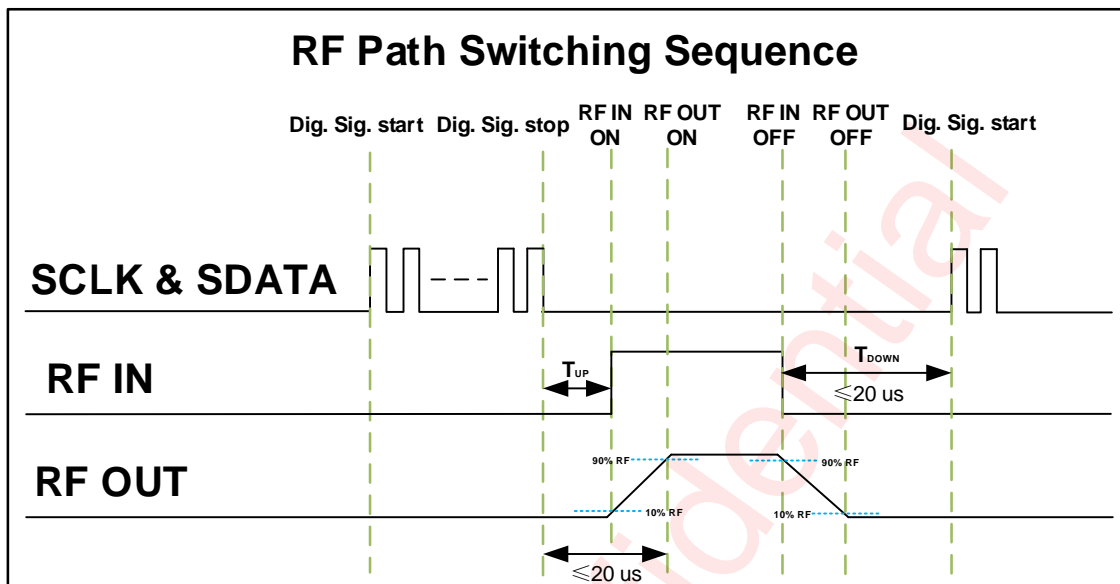 RF Path Switching Sequence
Dig. Sig. start
Dig. Sig. stop
RF IN
ON
RF OUT
ON
RF IN
OFF
RF OUT
OFF
Dig. Sig. start
SCLK & SDATA
RF IN
TUP
TDOWN
≤20 us
RF OUT
90% RF
10% RF
90% RF
10% RF
≤20 us